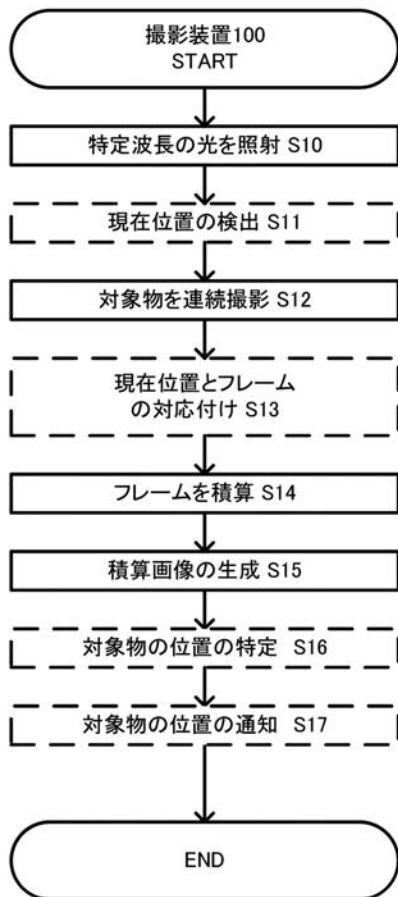 撮影装置100
START
特定波長の光を照射 S10
現在位置の検出 S11
対象物を連続撮影 S12
現在位置とフレーム
の対応付け S13
フレームを積算 S14
積算画像の生成 S15
対象物の位置の特定 S16
対象物の位置の通知 S17
END